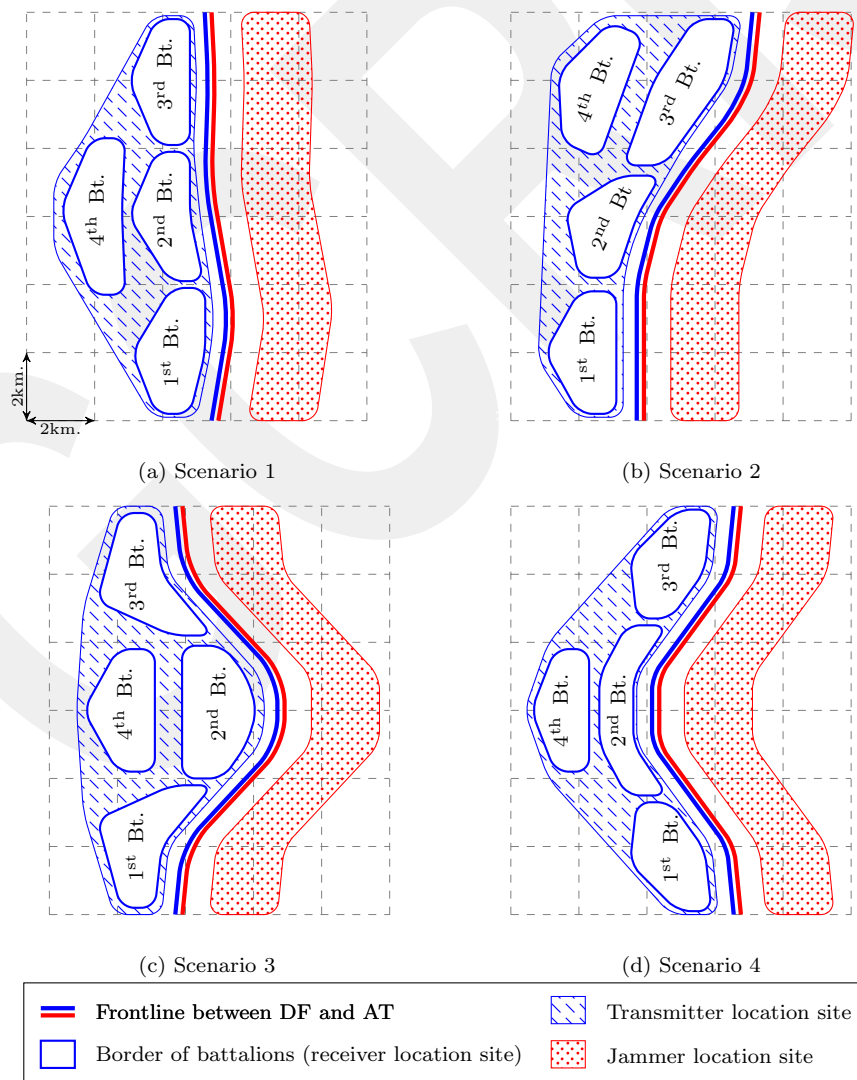 3rd Bt.
4th Bt.
2nd Bt.
1st Bt.
2km.
2km.
(a) Scenario 1
4th Bt.
3rd Bt.
2nd Bt
1st Bt.
(b) Scenario 2
3rd Bt.
4th Bt.
2nd Bt.
1st Bt.
(c) Scenario 3
3rd Bt.
4th Bt.
2nd Bt.
1st Bt.
(d) Scenario 4
Frontline between DF and AT
Transmitter location site
Border of battalions (receiver location site)
Jammer location site